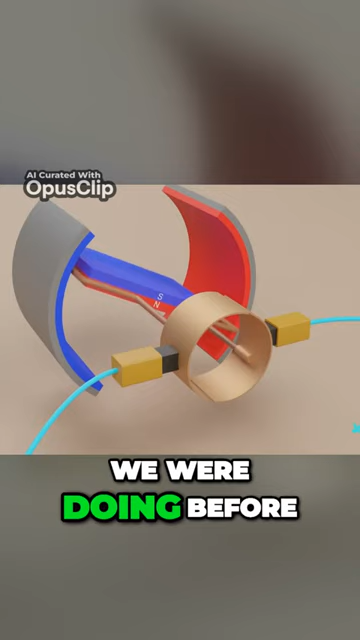 AI Curated With
OpusClip
S
N
WE WERE
DOING BEFORE